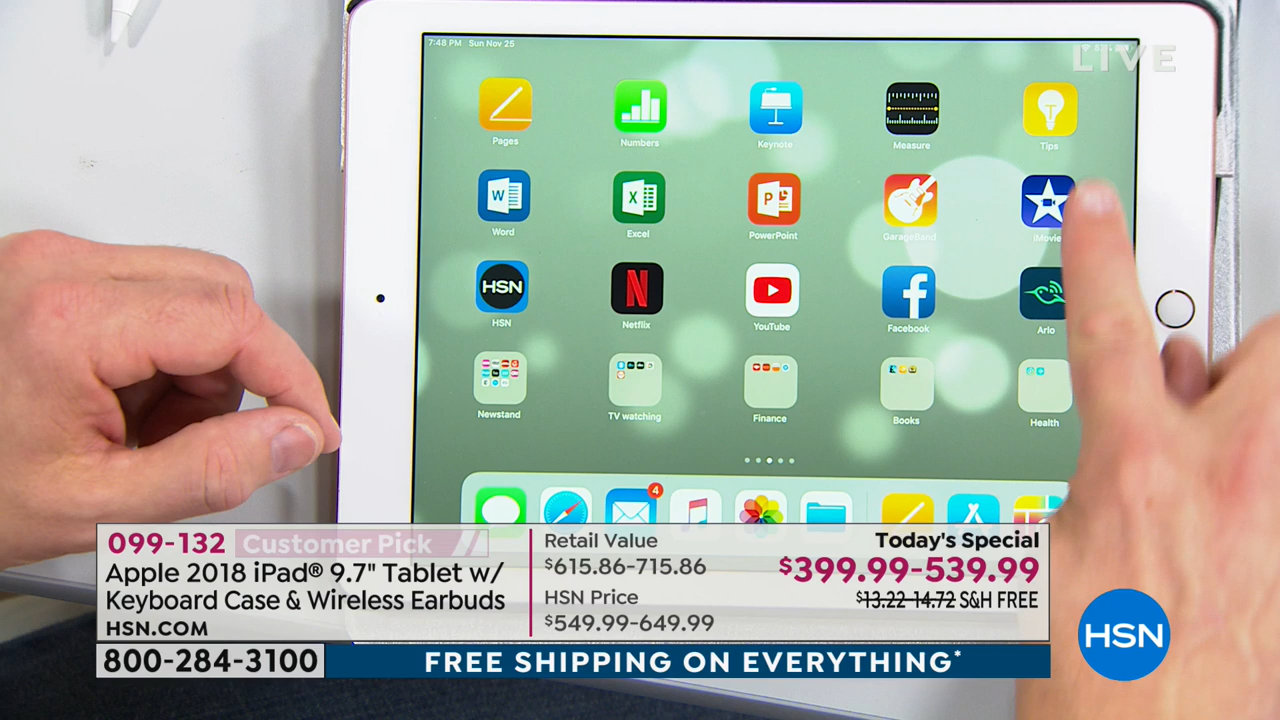 7:48 PM Sun Nov 25
LIVE
Pages
Numbers
Keynote
Measure
Tips
W
X
P
Word
Excel
PowerPoint
GarageBand
iMovie
HSN
N
f
HSN
Netflix
YouTube
Facebook
Arlo
Newstand
TV watching
Finance
Books
Health
4
099-132 Customer Pick
Apple 2018 iPad® 9.7" Tablet w/
Keyboard Case & Wireless Earbuds
HSN.COM
Retail Value
$615.86-715.86
HSN Price
$549.99-649.99
Today's Special
$399.99-539.99
$13.22-14.72 S&H FREE
HSN
800-284-3100
FREE SHIPPING ON EVERYTHING*